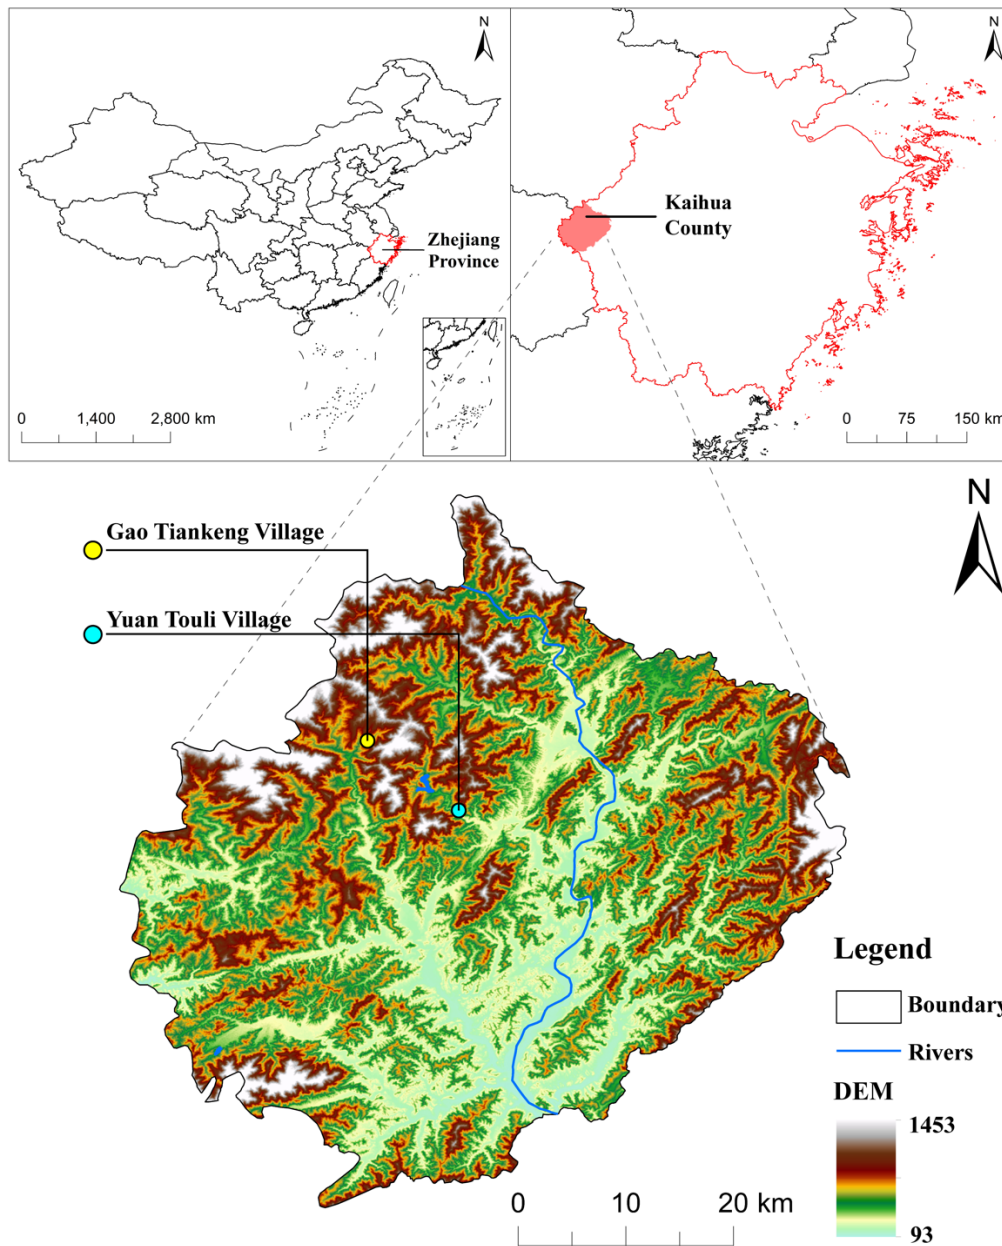 N
Zhejiang
Province
0 1,400 2,800 km
N
Kaihua
County
0 75 150 km
N
Gao Tiankeng Village
Yuan Touli Village
Legend
Boundary
Rivers
DEM
1453
93
0 10 20 km